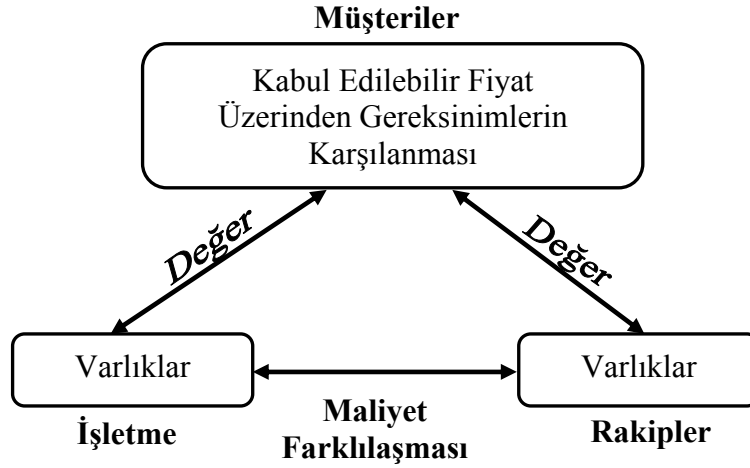 Müşteriler
Kabul Edilebilir Fiyat
Üzerinden Gereksinimlerin
Karşılanması
Değer
Değer
Varlıklar
Varlıklar
İşletme
Maliyet
Farklılaşması
Rakipler